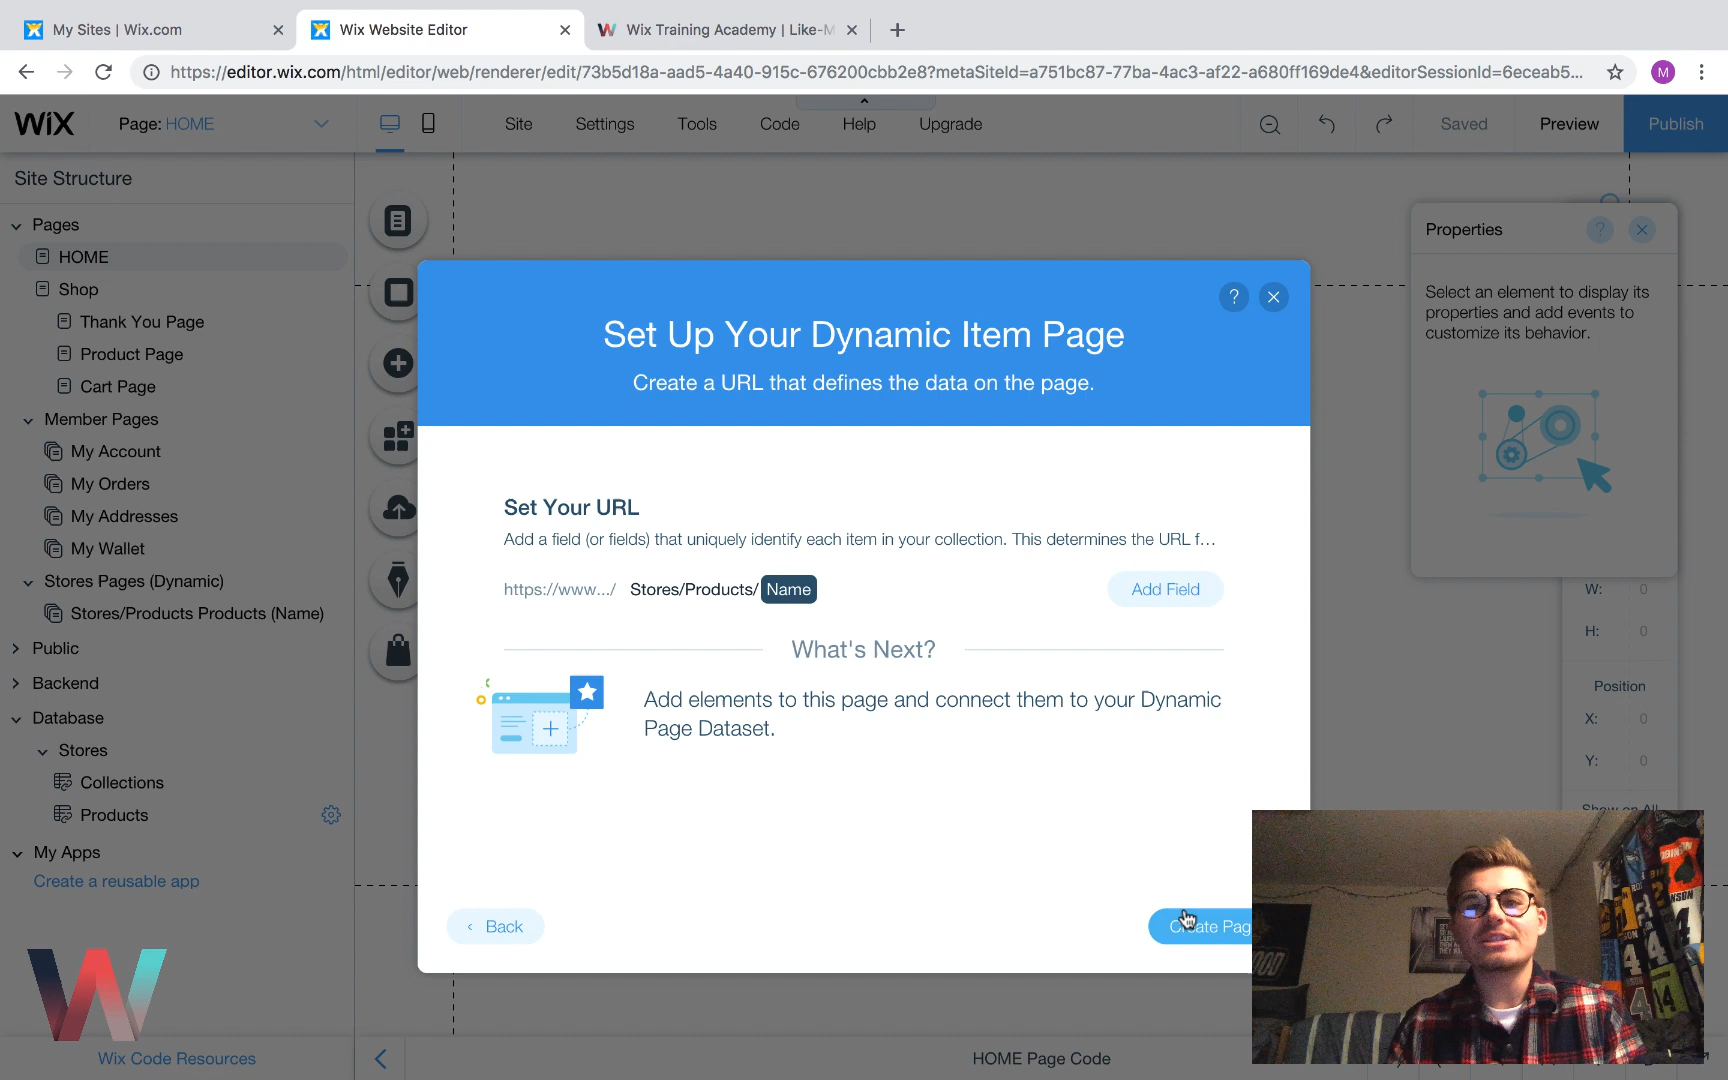 My Sites | Wix.com
Wix Website Editor
Wix Training Academy | Like-M
https://editor.wix.com/html/editor/web/renderer/edit/73b5d18a-aad5-4a40-915c-676200cbb2e8?metaSiteId=a751bc87-77ba-4ac3-af22-a680ff169de4&editorSessionId=6eceab5...
M
WiX
Page: HOME
Site
Settings
Tools
Code
Help
Upgrade
Saved
Preview
Publish
Site Structure
Pages
HOME
Shop
Thank You Page
Product Page
Cart Page
Member Pages
My Account
My Orders
My Addresses
My Wallet
Stores Pages (Dynamic)
Stores/Products Products (Name)
Public
Backend
Database
Stores
Collections
Products
My Apps
Create a reusable app
Wix Code Resources
Set Up Your Dynamic Item Page
Create a URL that defines the data on the page.
?
Set Your URL
Add a field (or fields) that uniquely identify each item in your collection. This determines the URL f...
https://www.../ Stores/Products/ Name
Add Field
What's Next?
Add elements to this page and connect them to your Dynamic
Page Dataset.
‹ Back
Create Pag
Properties
?
Select an element to display its
properties and add events to
customize its behavior.
W: 0
H: 0
Position
X: 0
Y: 0
Show on All
HOME Page Code